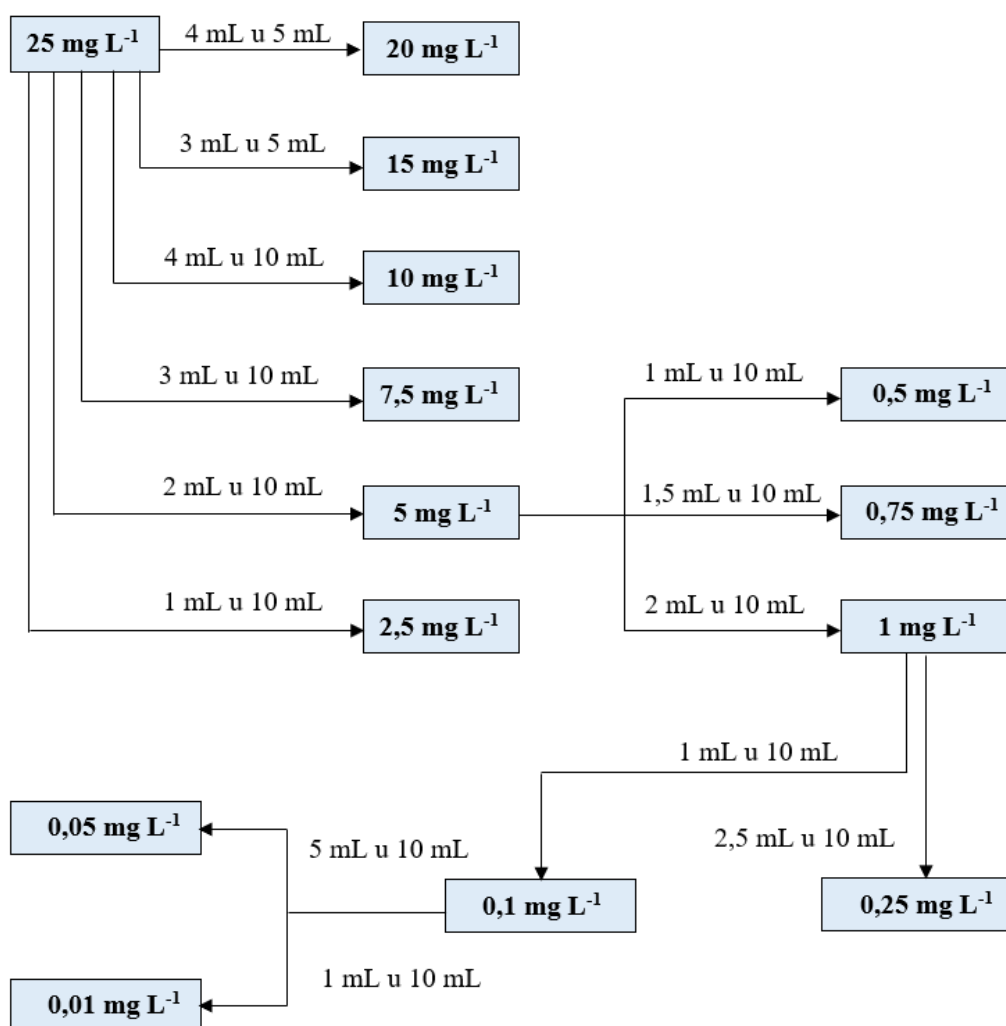 25 mg L⁻¹
4 mL u 5 mL
20 mg L⁻¹
3 mL u 5 mL
15 mg L⁻¹
4 mL u 10 mL
10 mg L⁻¹
3 mL u 10 mL
7,5 mg L⁻¹
1 mL u 10 mL
0,5 mg L⁻¹
2 mL u 10 mL
5 mg L⁻¹
1,5 mL u 10 mL
0,75 mg L⁻¹
1 mL u 10 mL
2,5 mg L⁻¹
2 mL u 10 mL
1 mg L⁻¹
1 mL u 10 mL
2,5 mL u 10 mL
0,25 mg L⁻¹
0,05 mg L⁻¹
5 mL u 10 mL
0,1 mg L⁻¹
1 mL u 10 mL
0,01 mg L⁻¹